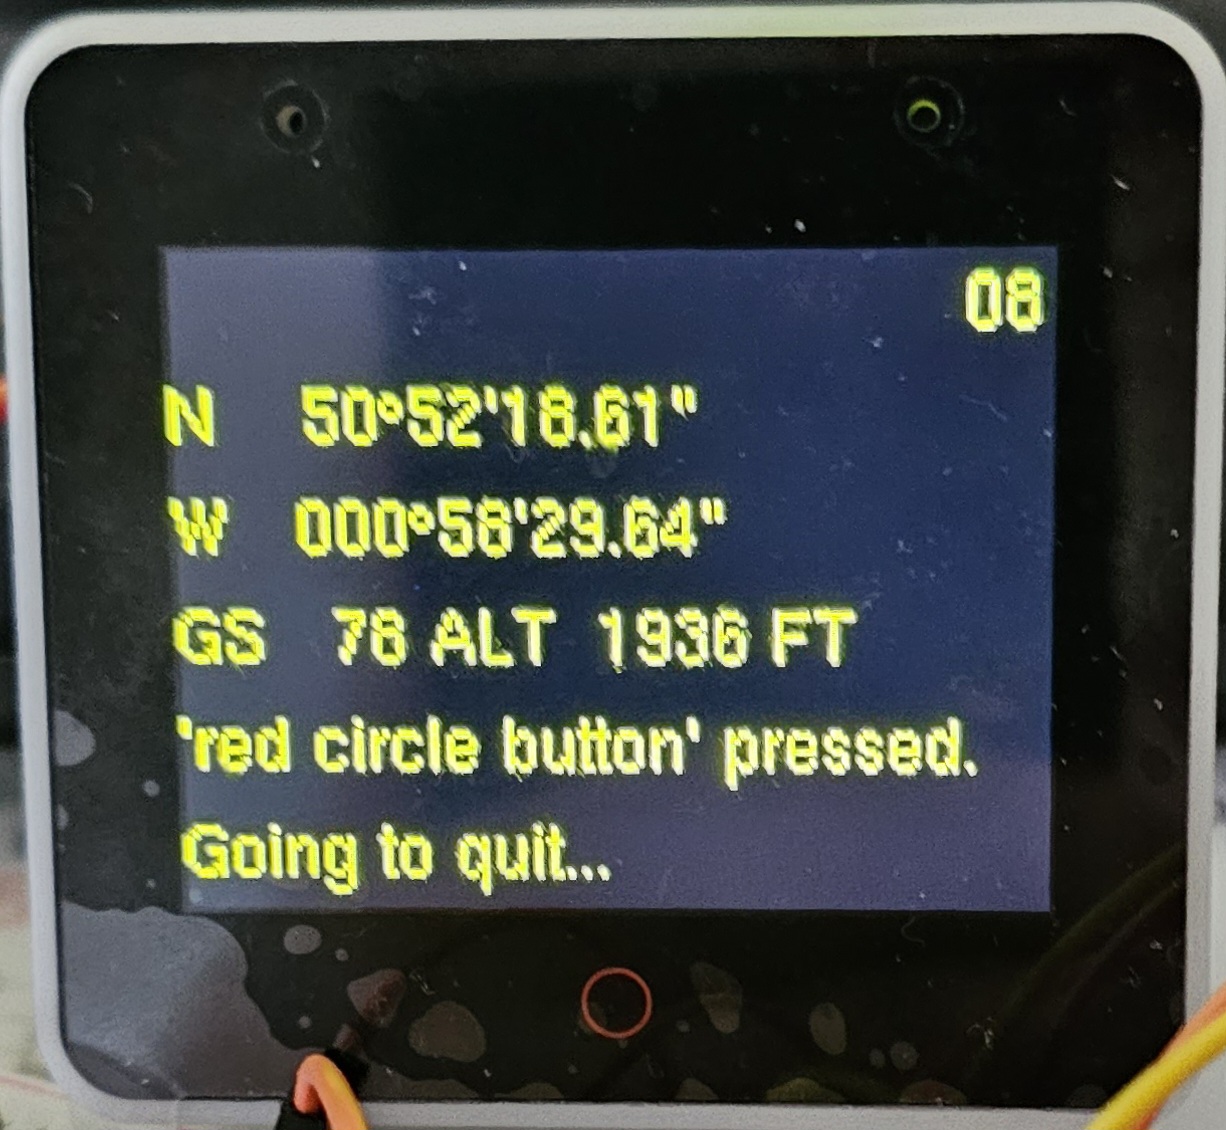 08
N 50°52'18.61"
W 000°58'29.64"
GS 78 ALT 1936 FT
'red circle button' pressed.
Going to quit...